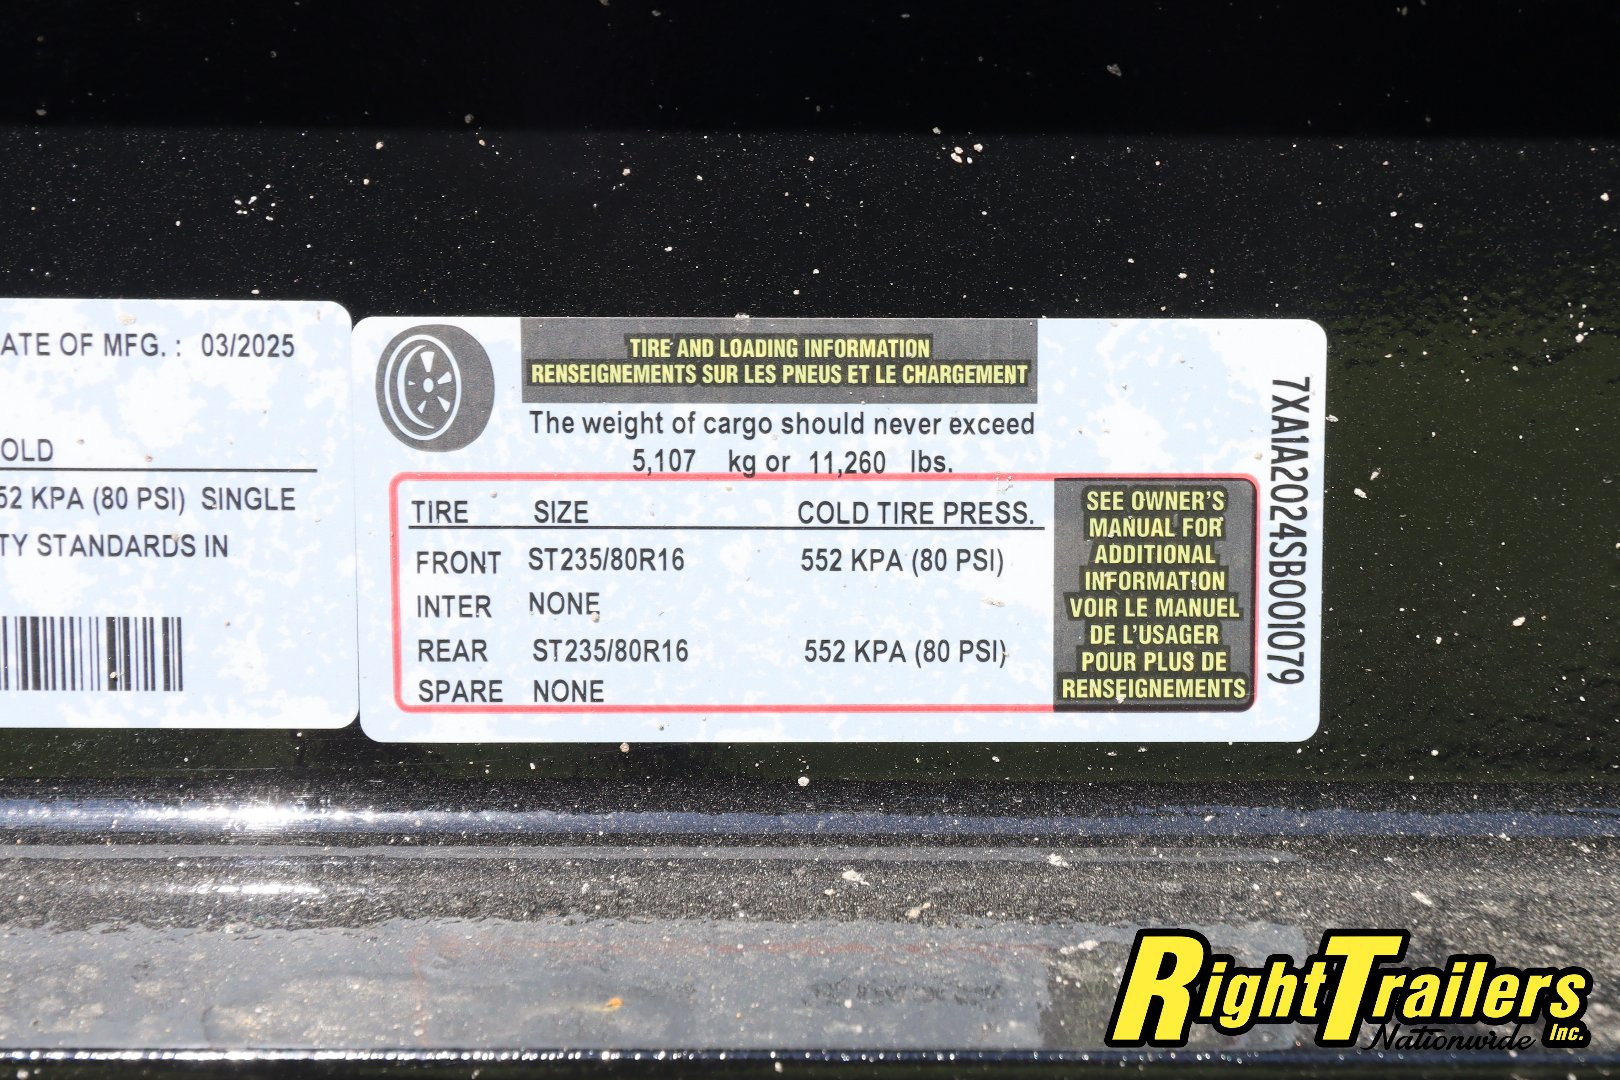 ATE OF MFG. : 03/2025
OLD
52 KPA (80 PSI) SINGLE
TY STANDARDS IN
TIRE AND LOADING INFORMATION
RENSEIGNEMENTS SUR LES PNEUS ET LE CHARGEMENT
The weight of cargo should never exceed
5,107 kg or 11,260 lbs.
TIRE SIZE COLD TIRE PRESS.
FRONT ST235/80R16 552 KPA (80 PSI)
INTER NONE
REAR ST235/80R16 552 KPA (80 PSI)
SPARE NONE
SEE OWNER'S
MANUAL FOR
ADDITIONAL
INFORMATION
VOIR LE MANUEL
DE L'USAGER
POUR PLUS DE
RENSEIGNEMENTS
7XA1A2024SB001079
RightTrailers
Nationwide Inc.